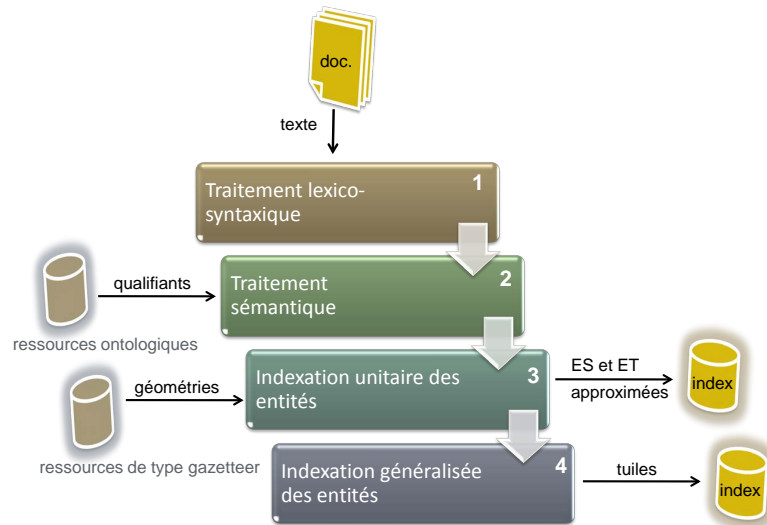 doc.
texte
Traitement lexico-
syntaxique
1
qualifiants
Traitement
sémantique
2
ressources ontologiques
géométries
Indexation unitaire des
entités
3
ES et ET
approximées
index
ressources de type gazetteer
Indexation généralisée
des entités
4
tuiles
index